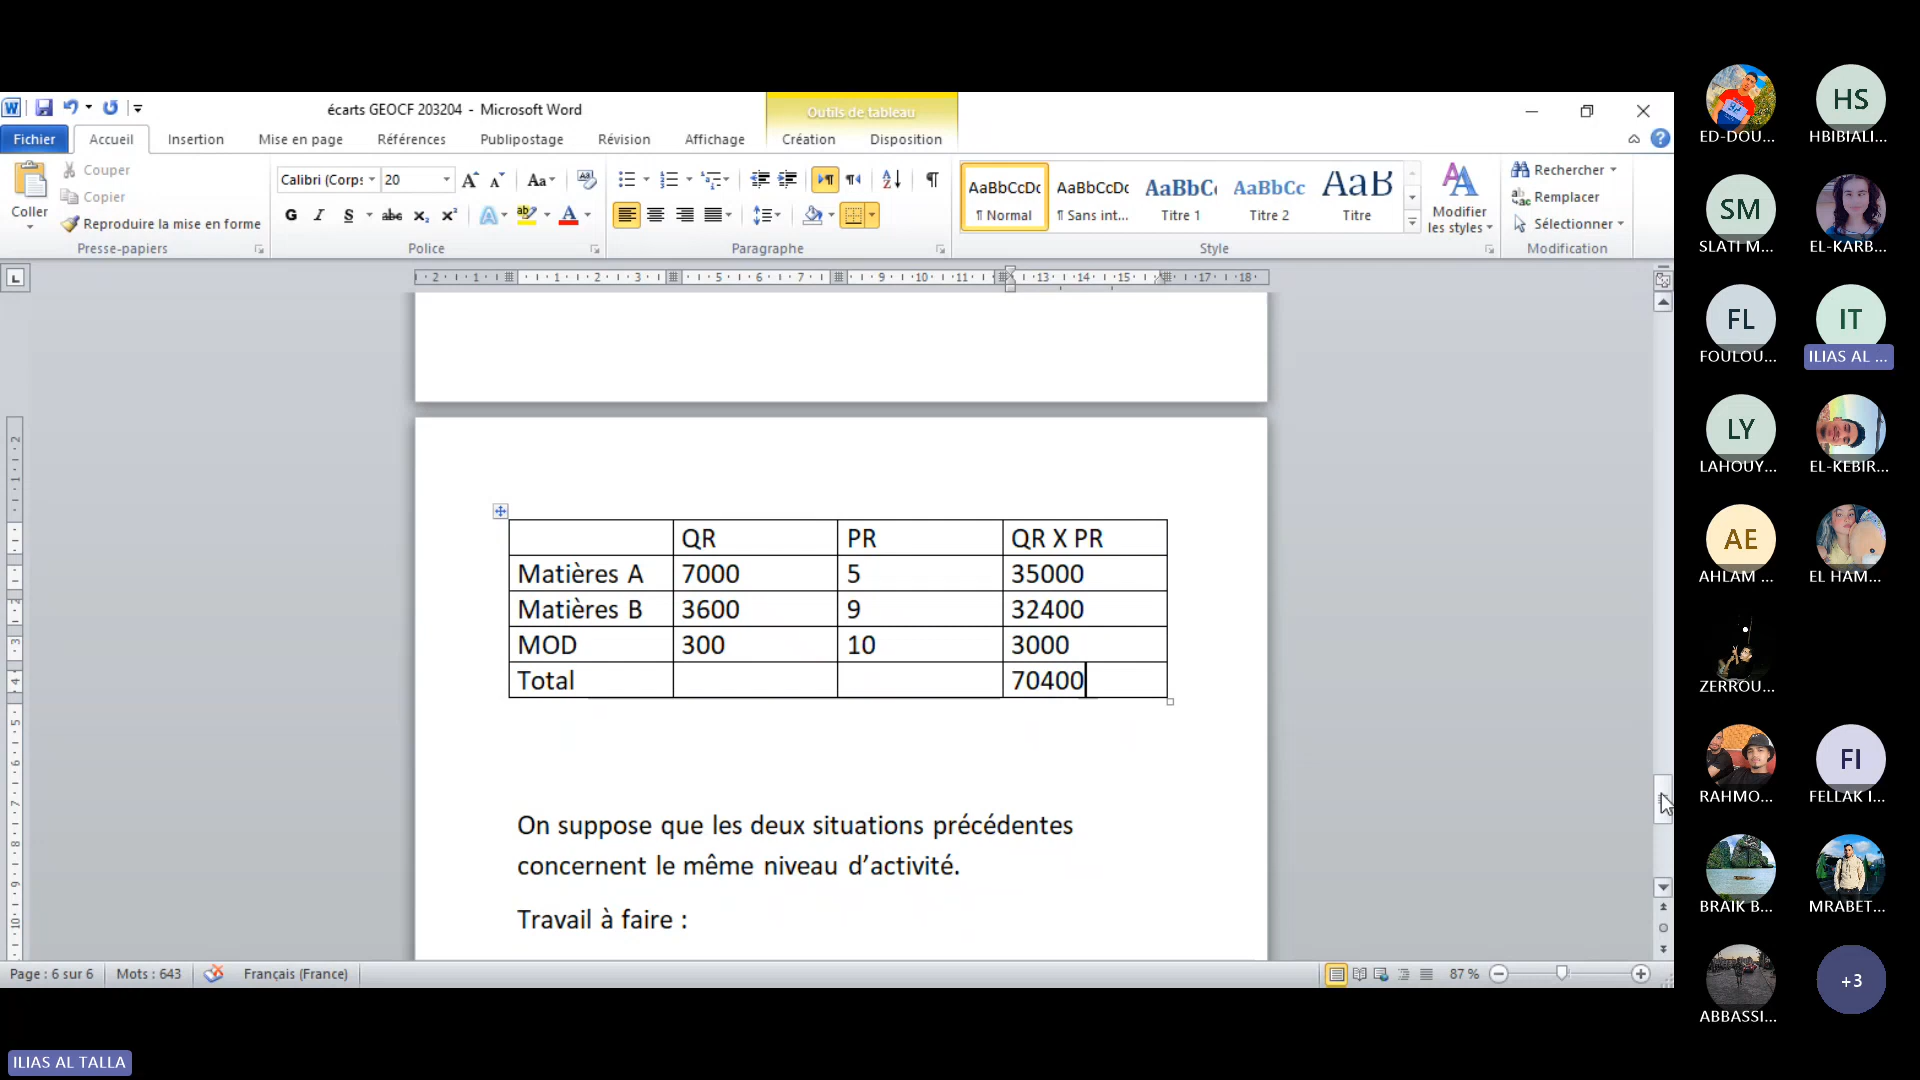 écarts GEOCF 203204 - Microsoft Word
Outils de tableau
Fichier Accueil Insertion Mise en page Références Publipostage Révision Affichage Création Disposition
Coller
Couper
Copier
Reproduire la mise en forme
Presse-papiers
Calibri (Corps 20
G I S abc x₂ x²
Police
Paragraphe
AaBbCcDc AaBbCcDc AaBbC AaBbCc AaB
¶ Normal ¶ Sans int... Titre 1 Titre 2 Titre
Style
Modifier les styles
Rechercher
Remplacer
Sélectionner
Modification
QR PR QR X PR
Matières A 7000 5 35000
Matières B 3600 9 32400
MOD 300 10 3000
Total 70400
On suppose que les deux situations précédentes
concernent le même niveau d’activité.
Travail à faire :
Page : 6 sur 6 Mots : 643 Français (France) 87 %
ED-DOU... HS HBIBIALI...
SM SLATI M... EL-KARB...
FL FOULOU... IT ILIAS AL ...
LY LAHOUY... EL-KEBIR...
AE AHLAM ... EL HAM...
ZERROU...
RAHMO... FI FELLAK I...
BRAIK B... MRABET...
ABBASSI... +3
ILIAS AL TALLA